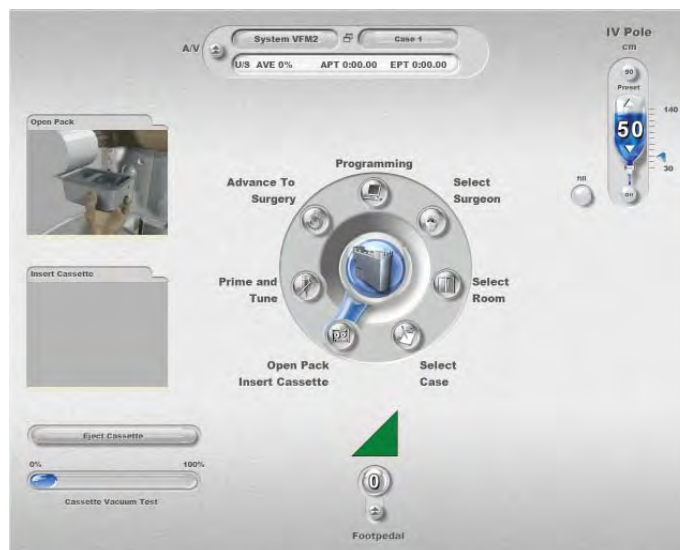 A/V
System VFM2
Case 1
U/S AVE 0% APT 0:00.00 EPT 0:00.00
IV Pole
cm
90
Preset
140
50
30
fill
on
Open Pack
Insert Cassette
Programming
Advance To
Surgery
Select
Surgeon
Prime and
Tune
Select
Room
Open Pack
Insert Cassette
Select
Case
Eject Cassette
0% 100%
Cassette Vacuum Test
0
Footpedal